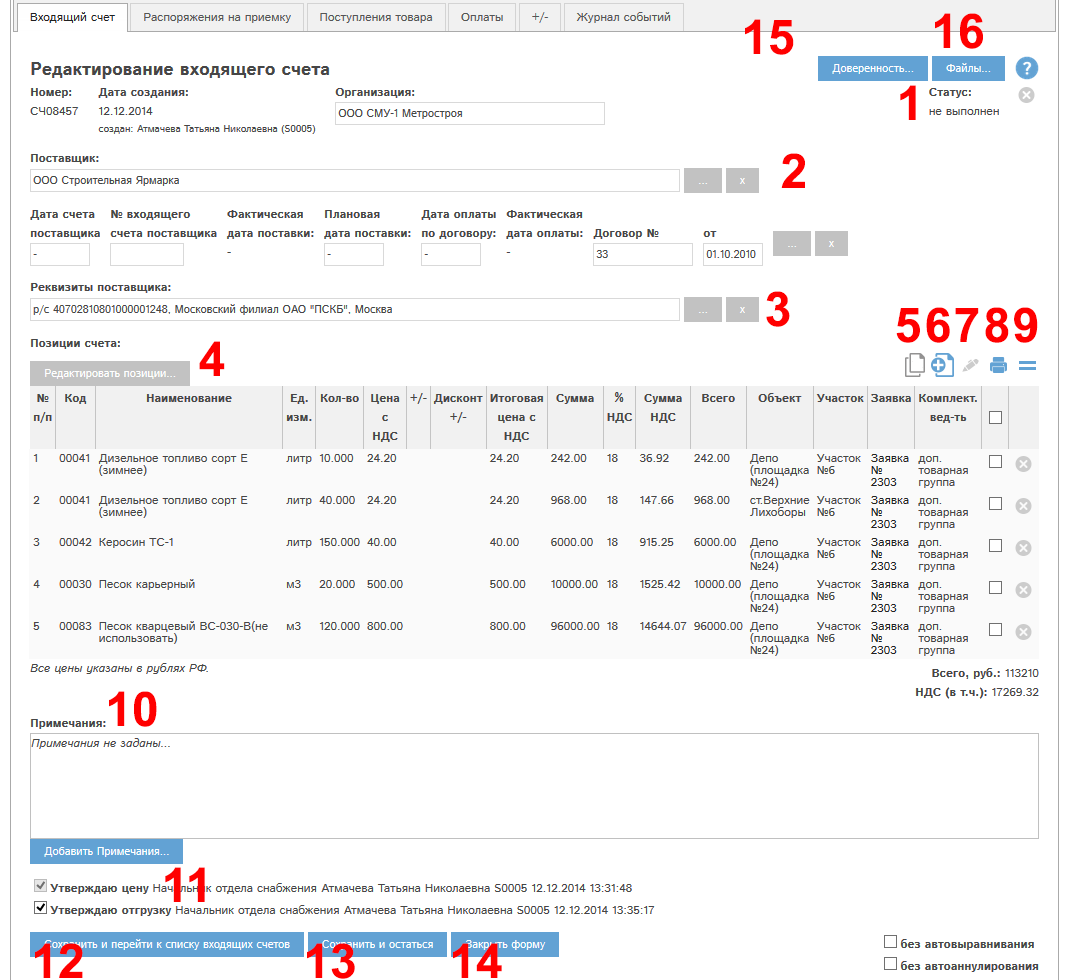 Входящий счет Распоряжения на приемку Поступления товара Оплаты +/- Журнал событий
15 16
Редактирование входящего счета Доверенность... Файлы... ?
Номер: Дата создания: Организация: 1 Статус:
СЧ08457 12.12.2014 ООО СМУ-1 Метростроя не выполнен
создан: Атмачева Татьяна Николаевна (S0005)
Поставщик:
ООО Строительная Ярмарка ... x 2
Дата счета № входящего Фактическая Плановая Дата оплаты Фактическая
поставщика счета поставщика дата поставки: дата поставки: по договору: дата оплаты: Договор № от
- - - - - 33 01.10.2010 ... x
Реквизиты поставщика:
р/с 40702810801000001248, Московский филиал ОАО "ПСКБ", Москва ... x 3
56789
Позиции счета:
Редактировать позиции... 4
№ Код Наименование Ед. Кол-во Цена +/- Дисконт Итоговая Сумма % Сумма Всего Объект Участок Заявка Комплект.
п/п изм. с +/- цена с НДС НДС вед-ть
НДС НДС
1 00041 Дизельное топливо сорт Е литр 10.000 24.20 24.20 242.00 18 36.92 242.00 Депо Участок Заявка доп.
(зимнее) (площадка №6 № товарная
№24) 2303 группа
2 00041 Дизельное топливо сорт Е литр 40.000 24.20 24.20 968.00 18 147.66 968.00 ст.Верхние Участок Заявка доп.
(зимнее) Лихоборы №6 № товарная
2303 группа
3 00042 Керосин ТС-1 литр 150.000 40.00 40.00 6000.00 18 915.25 6000.00 Депо Участок Заявка доп.
(площадка №6 № товарная
№24) 2303 группа
4 00030 Песок карьерный м3 20.000 500.00 500.00 10000.00 18 1525.42 10000.00 Депо Участок Заявка доп.
(площадка №6 № товарная
№24) 2303 группа
5 00083 Песок кварцевый ВС-030-В(не м3 120.000 800.00 800.00 96000.00 18 14644.07 96000.00 Депо Участок Заявка доп.
использовать) (площадка №6 № товарная
№24) 2303 группа
Все цены указаны в рублях РФ.
Всего, руб.: 113210
НДС (в т.ч.): 17269.32
Примечания: 10
Примечания не заданы...
Добавить Примечания...
11
Утверждаю цену Начальник отдела снабжения Атмачева Татьяна Николаевна S0005 12.12.2014 13:31:48
Утверждаю отгрузку Начальник отдела снабжения Атмачева Татьяна Николаевна S0005 12.12.2014 13:35:17
Сохранить и перейти к списку входящих счетов Сохранить и остаться Закрыть форму без автовыравнивания
12 13 14
без автоаннулирования